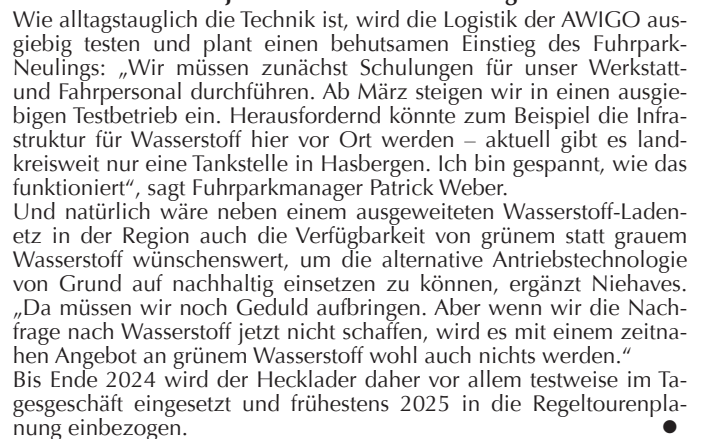 Wie alltagstauglich die Technik ist, wird die Logistik der AWIGO aus-
giebig testen und plant einen behutsamen Einstieg des Fuhrpark-
Neulings: „Wir müssen zunächst Schulungen für unser Werkstatt-
und Fahrpersonal durchführen. Ab März steigen wir in einen ausgie-
bigen Testbetrieb ein. Herausfordernd könnte zum Beispiel die Infra-
struktur für Wasserstoff hier vor Ort werden – aktuell gibt es land-
kreisweit nur eine Tankstelle in Hasbergen. Ich bin gespannt, wie das
funktioniert“, sagt Fuhrparkmanager Patrick Weber.
Und natürlich wäre neben einem ausgeweiteten Wasserstoff-Laden-
etz in der Region auch die Verfügbarkeit von grünem statt grauem
Wasserstoff wünschenswert, um die alternative Antriebstechnologie
von Grund auf nachhaltig einsetzen zu können, ergänzt Niehaves.
„Da müssen wir noch Geduld aufbringen. Aber wenn wir die Nach-
frage nach Wasserstoff jetzt nicht schaffen, wird es mit einem zeitna-
hen Angebot an grünem Wasserstoff wohl auch nichts werden.“
Bis Ende 2024 wird der Hecklader daher vor allem testweise im Ta-
gesgeschäft eingesetzt und frühestens 2025 in die Regeltourenpla-
nung einbezogen. ●